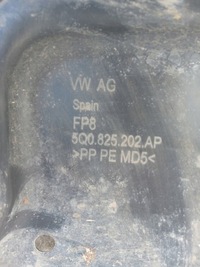 VW AG
Spain
FP8
5Q0.825.202.AP
>PP PE MD5<